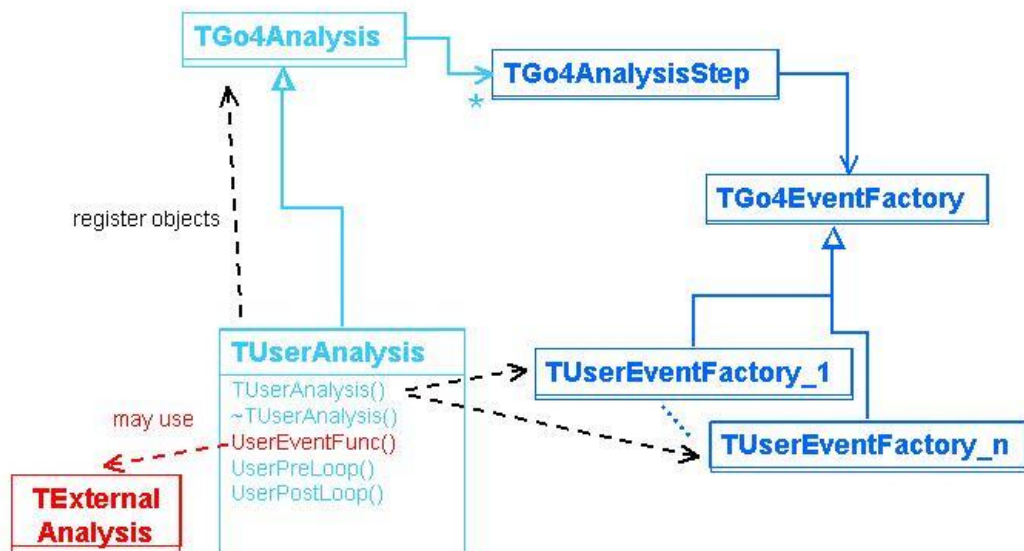 TGo4Analysis
TGo4AnalysisStep
*
TGo4EventFactory
register objects
TUserAnalysis
TUserAnalysis()
~TUserAnalysis()
UserEventFunc()
UserPreLoop()
UserPostLoop()
TUserEventFactory_1
TUserEventFactory_n
may use
TExternal
Analysis